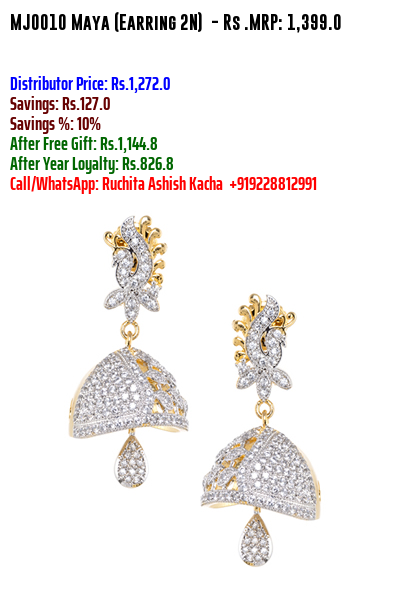 MJ0010 Maya (Earring 2N)  - Rs .MRP: 1,399.0
Distributor Price: Rs.1,272.0
Savings: Rs.127.0
Savings %: 10%
After Free Gift: Rs.1,144.8
After Year Loyalty: Rs.826.8
Call/WhatsApp: Ruchita Ashish Kacha  +919228812991